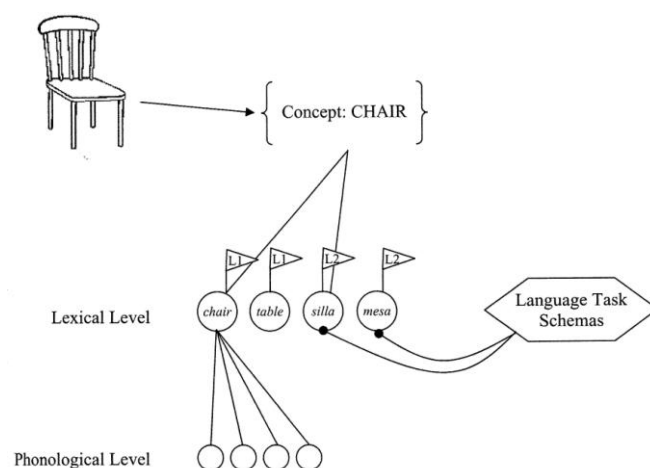 Concept: CHAIR
L1
L1
L2
L2
Lexical Level
chair
table
silla
mesa
Language Task
Schemas
Phonological Level